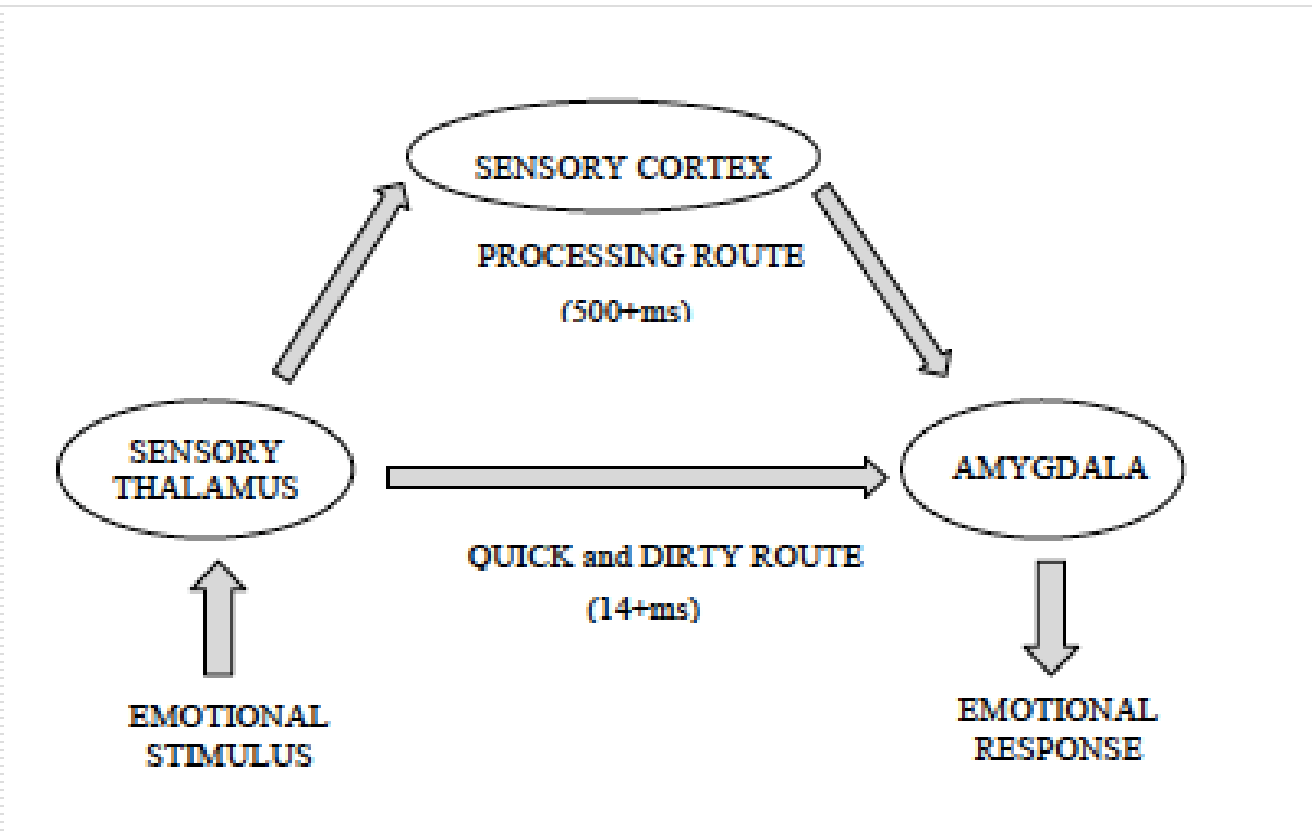 SENSORY CORTEX
PROCESSING ROUTE
(500+ms)
SENSORY
THALAMUS
AMYGDALA
QUICK and DIRTY ROUTE
(14+ms)
EMOTIONAL
STIMULUS
EMOTIONAL
RESPONSE